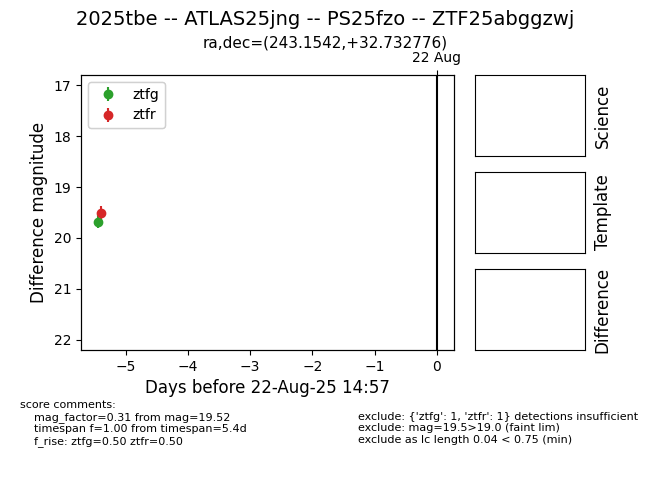 2025tbe -- ATLAS25jng -- PS25fzo -- ZTF25abggzwj
ra,dec=(243.1542,+32.732776)
22 Aug
ztfg
ztfr
17
18
19
20
21
22
Difference magnitude
−5
−4
−3
−2
−1
0
Days before 22-Aug-25 14:57
Science
Template
Difference
score comments:
mag_factor=0.31 from mag=19.52
timespan f=1.00 from timespan=5.4d
f_rise: ztfg=0.50 ztfr=0.50
exclude: {'ztfg': 1, 'ztfr': 1} detections insufficient
exclude: mag=19.5>19.0 (faint lim)
exclude as lc length 0.04 < 0.75 (min)